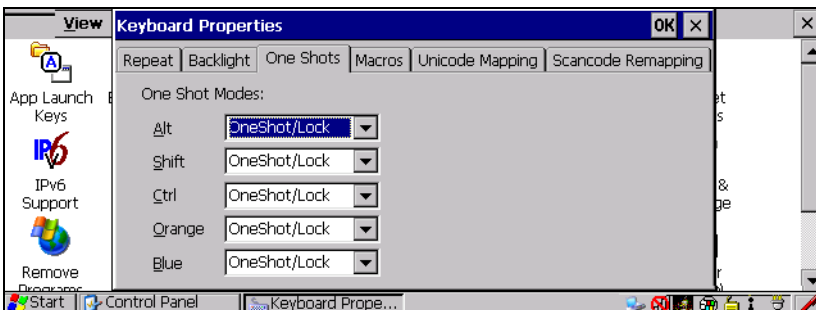 View
Keyboard Properties
OK
Repeat
Backlight
One Shots
Macros
Unicode Mapping
Scancode Remapping
App Launch
Keys
One Shot Modes:
Alt
OneShot/Lock
Shift
OneShot/Lock
Ctrl
OneShot/Lock
Orange
OneShot/Lock
Blue
OneShot/Lock
IPv6
IPv6
Support
Remove
Programs
&
Start
Control Panel
Keyboard Prope...